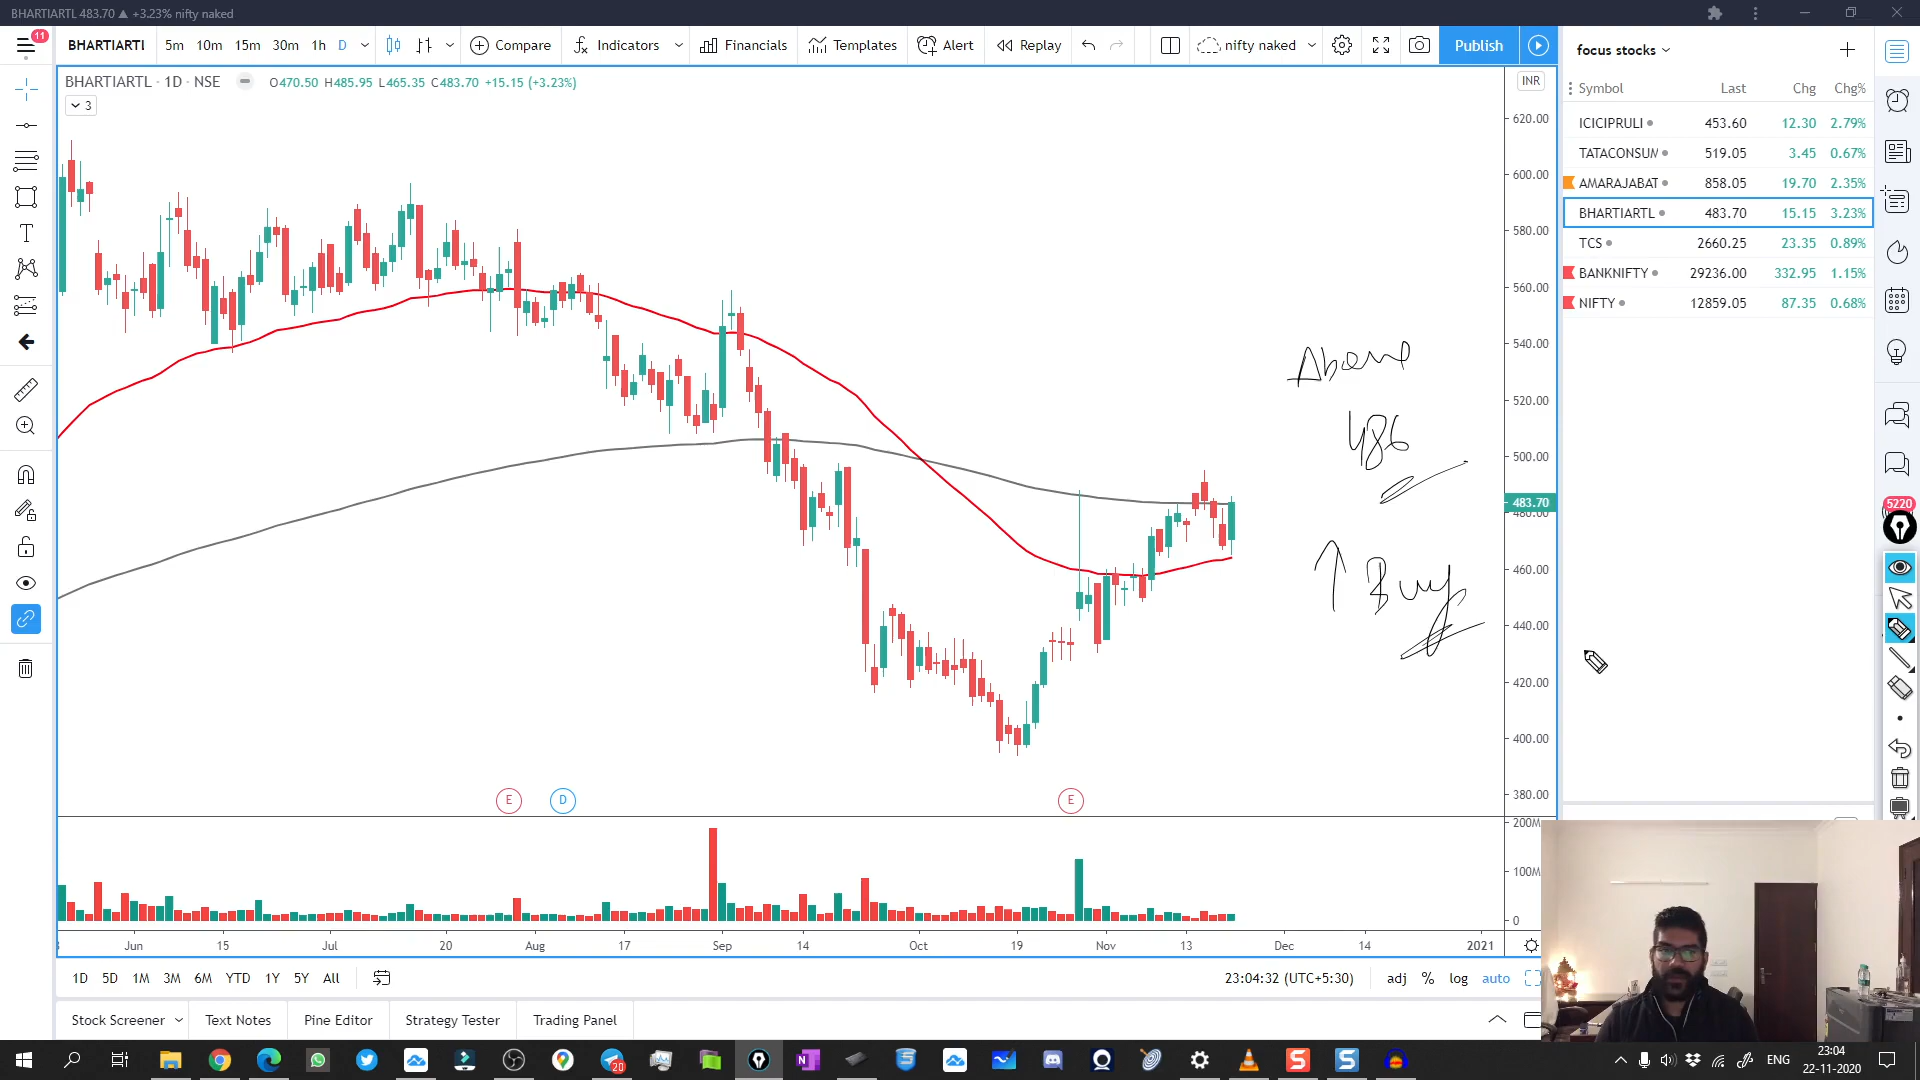 BHARTIARTL 483.70 ▲ +3.23% nifty naked
11
BHARTIARTI
5m 10m 15m 30m 1h D
Compare
Indicators
Financials
Templates
Alert
Replay
nifty naked
Publish
BHARTIARTL · 1D · NSE
O470.50 H485.95 L465.35 C483.70 +15.15 (+3.23%)
3
INR
620.00
600.00
580.00
560.00
540.00
520.00
500.00
483.70
480.00
460.00
440.00
420.00
400.00
380.00
200M
100M
0
Above
486
↑ Buy
E D E
Jun 15 Jul 20 Aug 17 Sep 14 Oct 19 Nov 13 Dec 14 2021
1D 5D 1M 3M 6M YTD 1Y 5Y All
23:04:32 (UTC+5:30) adj % log auto
Stock Screener Text Notes Pine Editor Strategy Tester Trading Panel
focus stocks
Symbol Last Chg Chg%
ICICIPRULI 453.60 12.30 2.79%
TATACONSUM 519.05 3.45 0.67%
AMARAJABAT 858.05 19.70 2.35%
BHARTIARTL 483.70 15.15 3.23%
TCS 2660.25 23.35 0.89%
BANKNIFTY 29236.00 332.95 1.15%
NIFTY 12859.05 87.35 0.68%
5220
20
ENG
23:04
22-11-2020